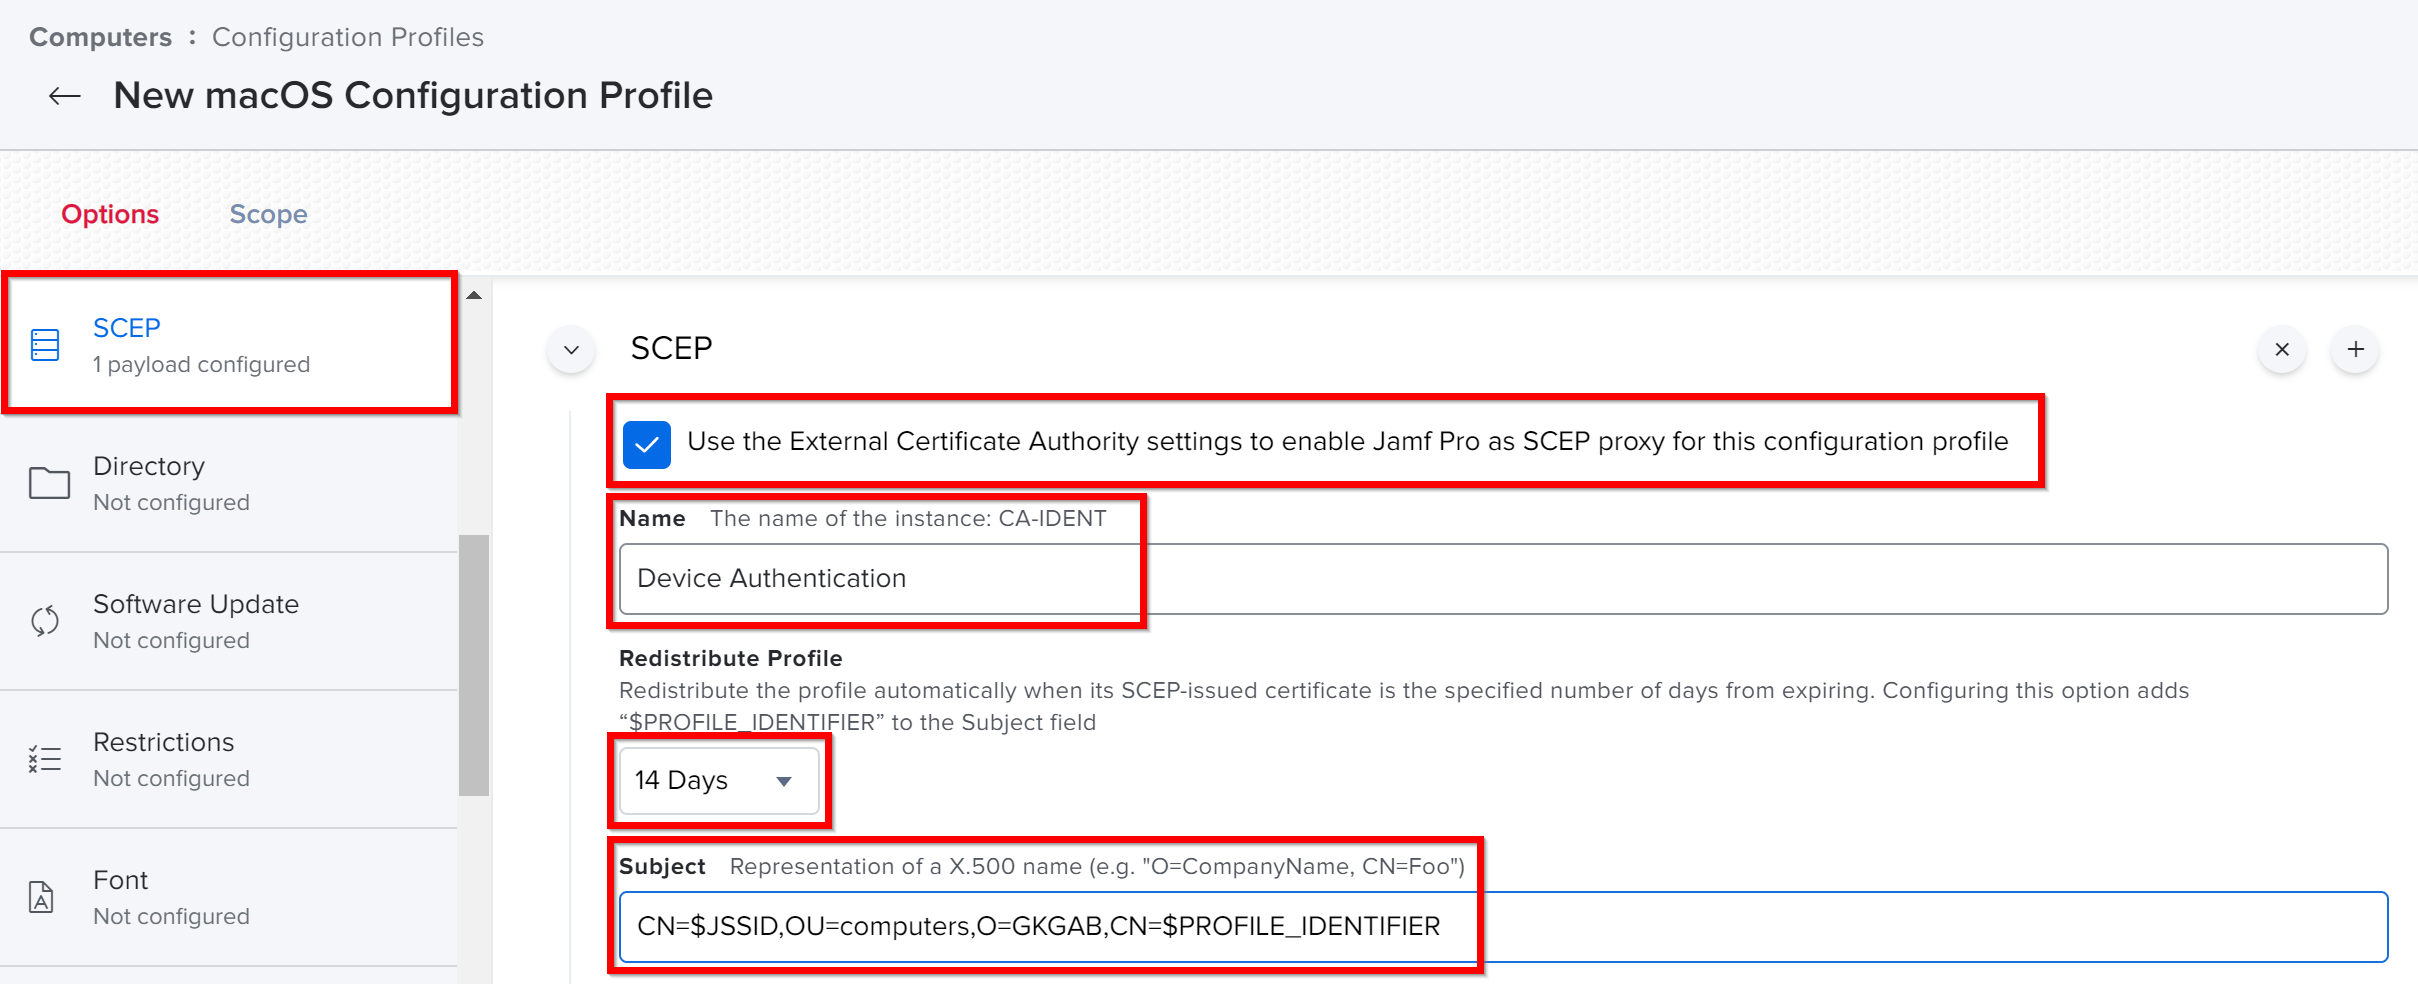 Computers : Configuration Profiles
← New macOS Configuration Profile
Options Scope
SCEP
1 payload configured
Directory
Not configured
Software Update
Not configured
Restrictions
Not configured
Font
Not configured
SCEP
Use the External Certificate Authority settings to enable Jamf Pro as SCEP proxy for this configuration profile
Name The name of the instance: CA-IDENT
Device Authentication
Redistribute Profile
Redistribute the profile automatically when its SCEP-issued certificate is the specified number of days from expiring. Configuring this option adds
“$PROFILE_IDENTIFIER” to the Subject field
14 Days
Subject Representation of a X.500 name (e.g. "O=CompanyName, CN=Foo")
CN=$JSSID,OU=computers,O=GKGAB,CN=$PROFILE_IDENTIFIER